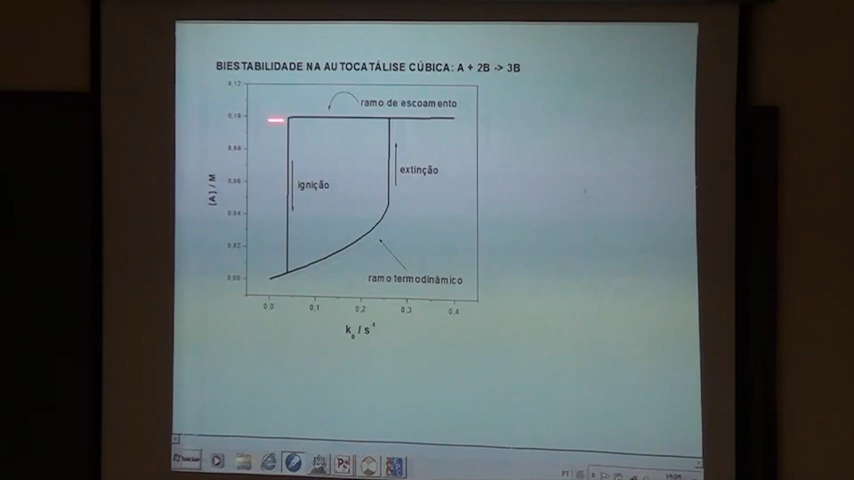 BIESTABILIDADE NA AUTOCATÁLISE CÚBICA: A + 2B -> 3B
0,12
ramo de escoamento
0,10
0,08
extinção
0,06
ignição
[A] / M
0,04
0,02
ramo termodinâmico
0,00
0,0 0,1 0,2 0,3 0,4
k₀ / s⁻¹
PT